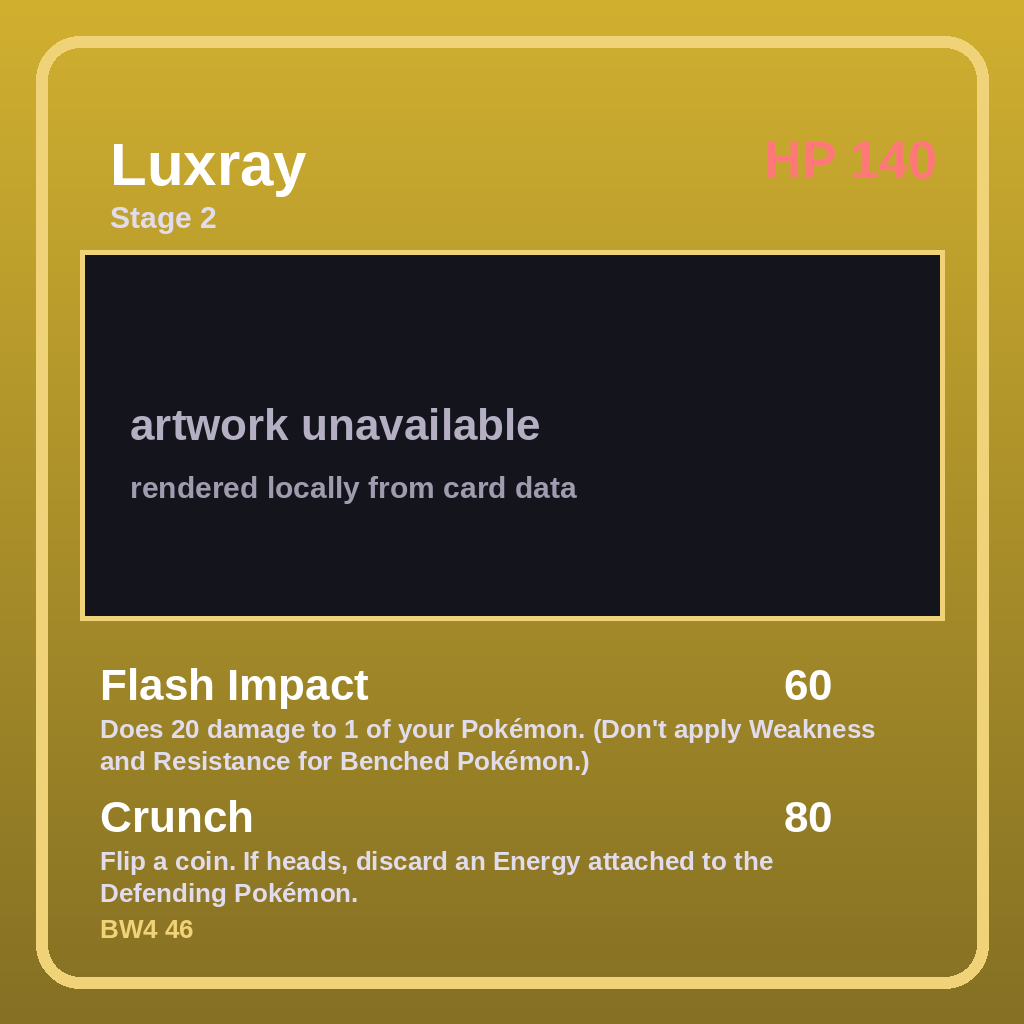 Luxray
HP 140
Stage 2
artwork unavailable
rendered locally from card data
Flash Impact
60
Does 20 damage to 1 of your Pokémon. (Don't apply Weakness
and Resistance for Benched Pokémon.)
Crunch
80
Flip a coin. If heads, discard an Energy attached to the
Defending Pokémon.
BW4 46